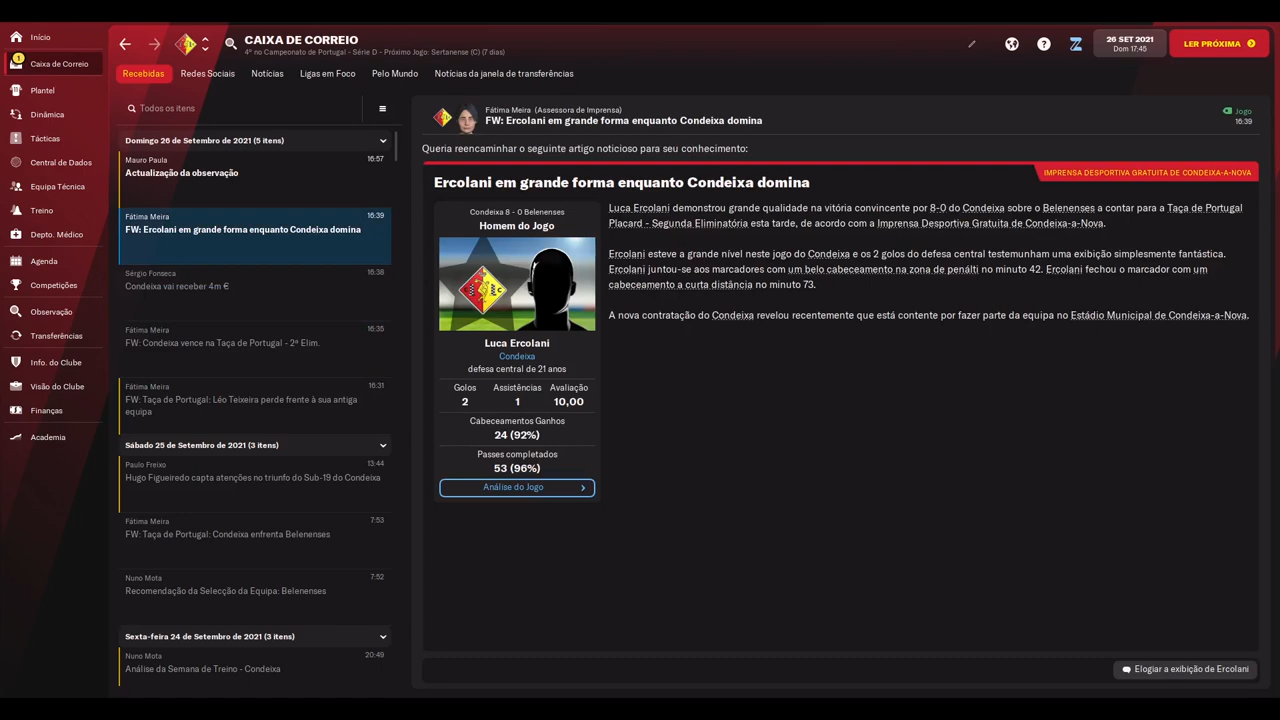 Início
1
Caixa de Correio
Plantel
Dinâmica
Tácticas
Central de Dados
Equipa Técnica
Treino
Depto. Médico
Agenda
Competições
Observação
Transferências
Info. do Clube
Visão do Clube
Finanças
Academia
CAIXA DE CORREIO
4º no Campeonato de Portugal - Série D - Próximo Jogo: Sertanense (C) (7 dias)
26 SET 2021
Dom 17:45
LER PRÓXIMA
Recebidas Redes Sociais Notícias Ligas em Foco Pelo Mundo Notícias da janela de transferências
Todos os itens
Domingo 26 de Setembro de 2021 (5 itens)
Mauro Paula 16:57
Actualização da observação
Fátima Meira 16:39
FW: Ercolani em grande forma enquanto Condeixa domina
Sérgio Fonseca 16:38
Condeixa vai receber 4m €
Fátima Meira 16:35
FW: Condeixa vence na Taça de Portugal - 2ª Elim.
Fátima Meira 16:31
FW: Taça de Portugal: Léo Teixeira perde frente à sua antiga
equipa
Sábado 25 de Setembro de 2021 (3 itens)
Paulo Freixo 13:44
Hugo Figueiredo capta atenções no triunfo do Sub-19 do Condeixa
Fátima Meira 7:53
FW: Taça de Portugal: Condeixa enfrenta Belenenses
Nuno Mota 7:52
Recomendação da Selecção da Equipa: Belenenses
Sexta-feira 24 de Setembro de 2021 (3 itens)
Nuno Mota 20:49
Análise da Semana de Treino - Condeixa
Fátima Meira (Assessora de Imprensa)
FW: Ercolani em grande forma enquanto Condeixa domina
Jogo
16:39
Queria reencaminhar o seguinte artigo noticioso para seu conhecimento:
IMPRENSA DESPORTIVA GRATUITA DE CONDEIXA-A-NOVA
Ercolani em grande forma enquanto Condeixa domina
Condeixa 8 - 0 Belenenses
Homem do Jogo
Luca Ercolani
Condeixa
defesa central de 21 anos
Golos Assistências Avaliação
2 1 10,00
Cabeceamentos Ganhos
24 (92%)
Passes completados
53 (96%)
Análise do Jogo
Luca Ercolani demonstrou grande qualidade na vitória convincente por 8-0 do Condeixa sobre o Belenenses a contar para a Taça de Portugal
Placard - Segunda Eliminatória esta tarde, de acordo com a Imprensa Desportiva Gratuita de Condeixa-a-Nova.
Ercolani esteve a grande nível neste jogo do Condeixa e os 2 golos do defesa central testemunham uma exibição simplesmente fantástica.
Ercolani juntou-se aos marcadores com um belo cabeceamento na zona de penálti no minuto 42. Ercolani fechou o marcador com um
cabeceamento a curta distância no minuto 73.
A nova contratação do Condeixa revelou recentemente que está contente por fazer parte da equipa no Estádio Municipal de Condeixa-a-Nova.
Elogiar a exibição de Ercolani